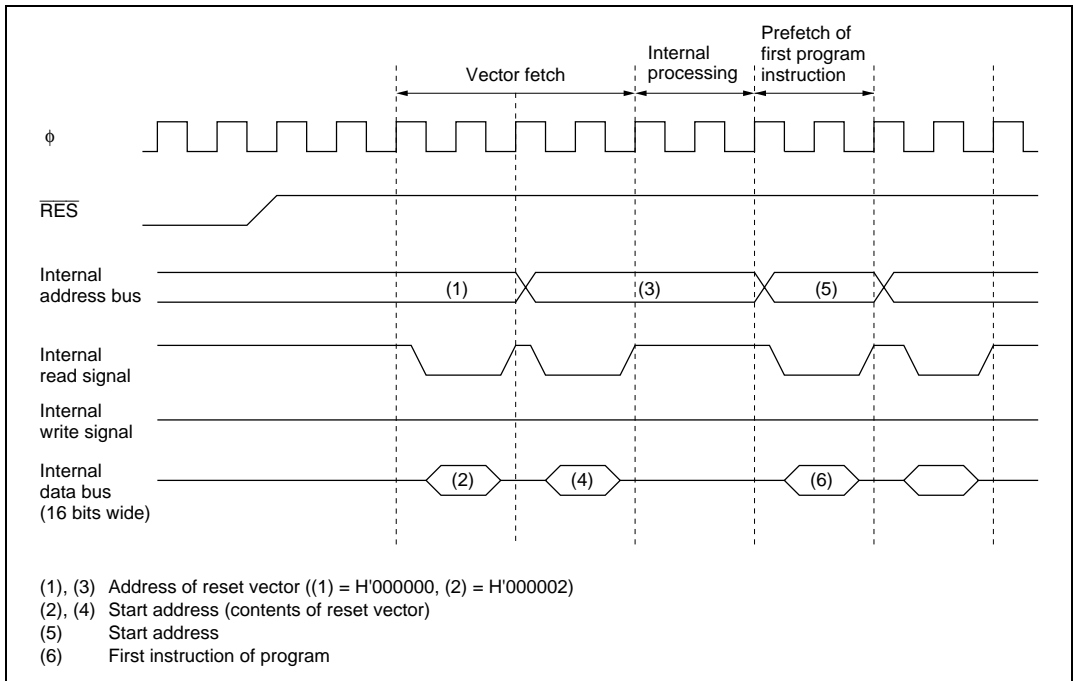 Vector fetch
Internal
processing
Prefetch of
first program
instruction
φ
RES
Internal
address bus
(1)
(3)
(5)
Internal
read signal
Internal
write signal
Internal
data bus
(16 bits wide)
(2)
(4)
(6)
(1), (3) Address of reset vector ((1) = H'000000, (2) = H'000002)
(2), (4) Start address (contents of reset vector)
(5) Start address
(6) First instruction of program